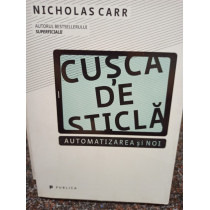 NICHOLAS CARR
AUTORUL BESTSELLERULUI
SUPERFICIALII
CUȘCA
DE
STICLĂ
AUTOMATIZAREA și NOI
PUBLICA